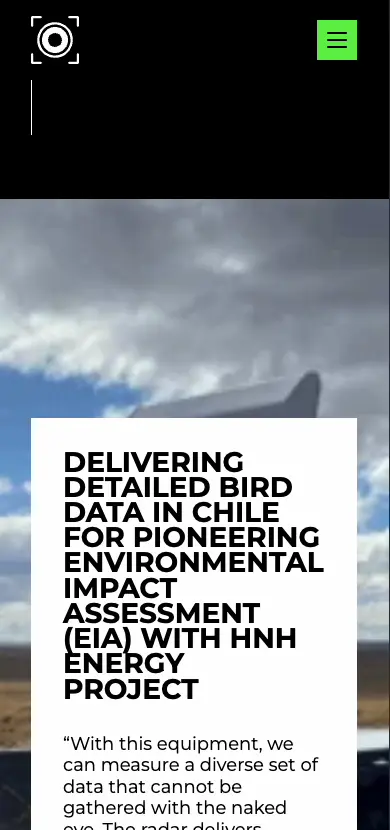 DELIVERING
DETAILED BIRD
DATA IN CHILE
FOR PIONEERING
ENVIRONMENTAL
IMPACT
ASSESSMENT
(EIA) WITH HNH
ENERGY
PROJECT
“With this equipment, we
can measure a diverse set of
data that cannot be
gathered with the naked
eye. The radar delivers